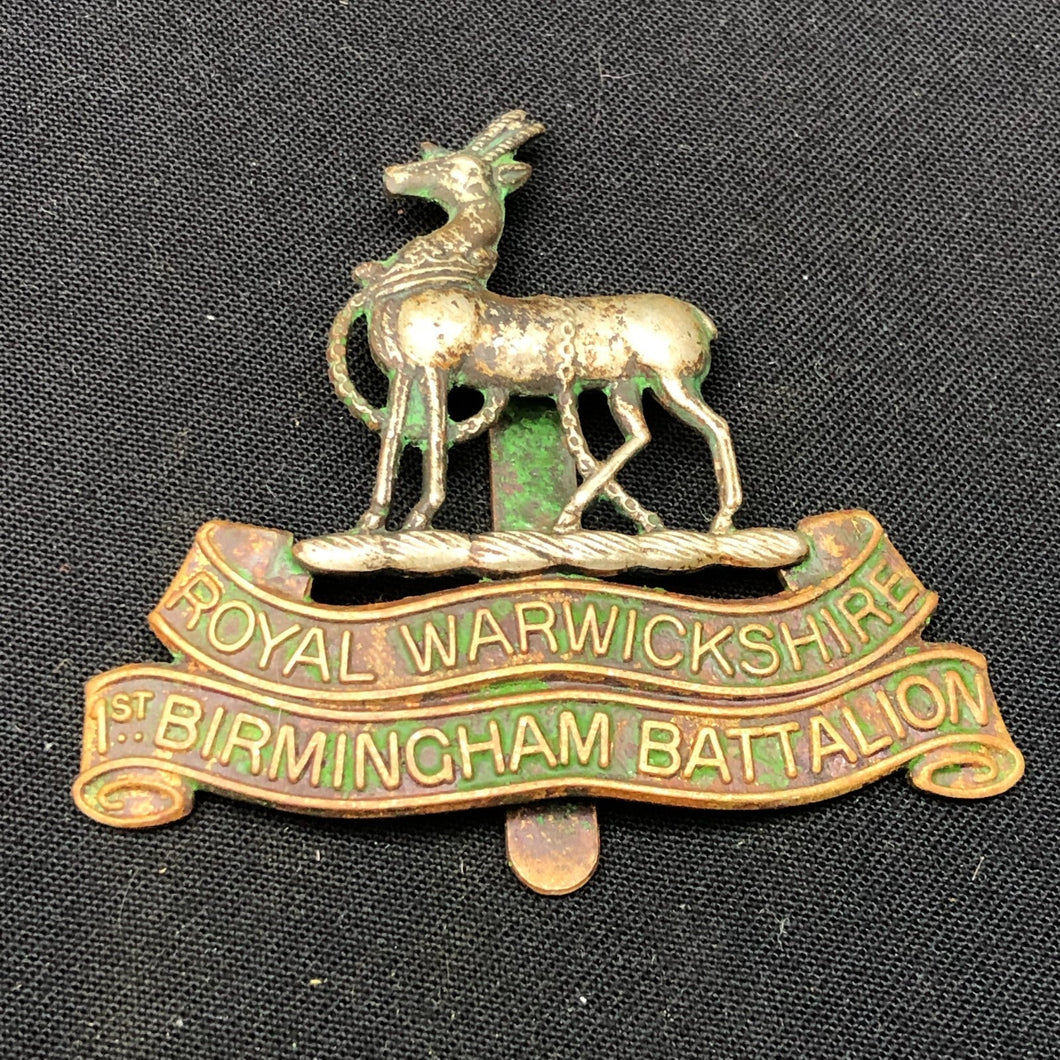 ROYAL WARWICKSHIRE
1ST BIRMINGHAM BATTALION